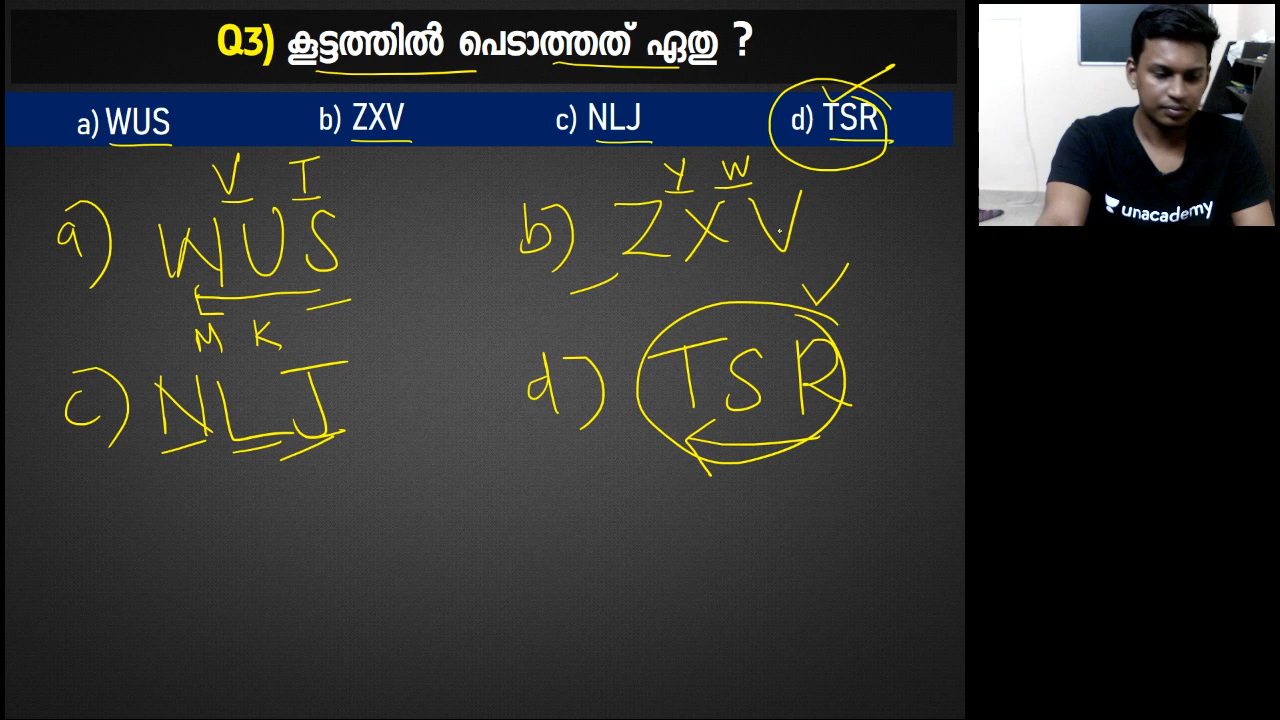 Q3) കൂട്ടത്തിൽ പെടാത്തത് ഏതു ?
a) WUS b) ZXV c) NLJ d) TSR
V T Y W
a) WUS b) ZXV
M K
c) NLJ d) TSR
unacademy